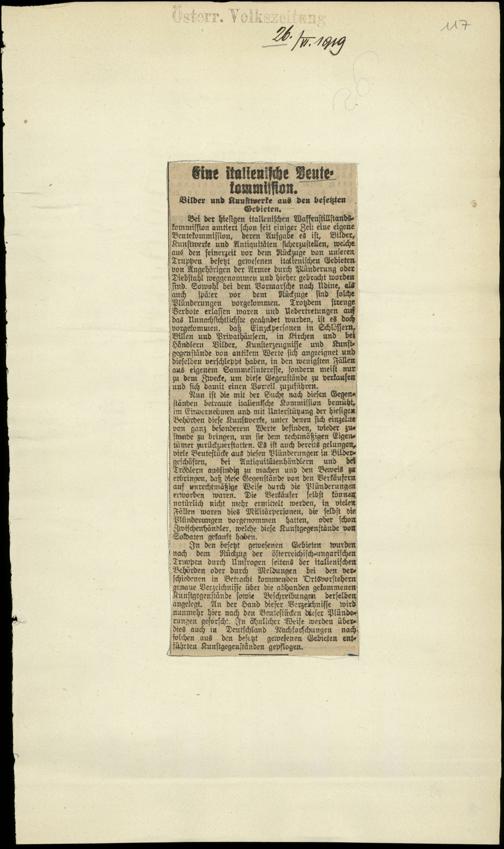 Österr. Volkszeitung
26./VI. 1919
117
Eine italienische Beute-
kommission.
Bilder und Kunstwerke aus den besetzten
Gebieten.
Bei der hiesigen italienischen Waffenstillstands-
kommission amtiert schon seit einiger Zeit eine eigene
Beutekommission, deren Aufgabe es ist, Bilder,
Kunstwerke und Antiquitäten sicherzustellen, welche
aus den seinerzeit vor dem Rückzuge von unseren
Truppen besetzt gewesenen italienischen Gebieten
von Angehörigen der Armee durch Plünderung oder
Diebstahl weggenommen und hieher gebracht worden
sind. Sowohl bei dem Vormarsche nach Udine, als
auch später vor dem Rückzuge sind solche
Plünderungen vorgekommen. Trotzdem strenge
Verbote erlassen waren und Uebertretungen auf
das Unnachsichtlichste geahndet wurden, ist es doch
vorgekommen, daß Einzelpersonen in Schlössern,
Villen und Privathäusern, in Kirchen und bei
Händlern Bilder, Kunsterzeugnisse und Kunst-
gegenstände von antikem Werte sich angeeignet und
dieselben verschleppt haben, in den wenigsten Fällen
aus eigenem Sammelinteresse, sondern meist nur
zu dem Zwecke, um diese Gegenstände zu verkaufen
und sich damit einen Vorteil zuzuführen.
Nun ist die mit der Suche nach diesen Gegen-
ständen betraute italienische Kommission bemüht,
im Einvernehmen und mit Unterstützung der hiesigen
Behörden diese Kunstwerke, unter denen sich einzelne
von ganz besonderem Werte befinden, wieder zu-
stande zu bringen, um sie dem rechtmäßigen Eigen-
tümer zurückzuerstatten. Es ist auch bereits gelungen,
viele Beutestücke aus diesen Plünderungen in Bilder-
geschäften, bei Antiquitätenhändlern und bei
Trödlern ausfindig zu machen und den Beweis zu
erbringen, daß diese Gegenstände von den Verkäufern
auf unrechtmäßige Weise durch die Plünderungen
erworben waren. Die Verkäufer selbst können
natürlich nicht mehr ermittelt werden, in vielen
Fällen waren dies Militärpersonen, die selbst die
Plünderungen vorgenommen hatten, oder schon
Zwischenhändler, welche diese Kunstgegenstände von
Soldaten gekauft haben.
In den besetzt gewesenen Gebieten wurden
nach dem Rückzug der österreichisch-ungarischen
Truppen durch Umfragen seitens der italienischen
Behörden oder durch Meldungen bei den ver-
schiedenen in Betracht kommenden Ortsvorstehern
genaue Verzeichnisse über die abhanden gekommenen
Kunstgegenstände sowie Beschreibungen derselben
angelegt. An der Hand dieser Verzeichnisse wird
nunmehr hier nach den Beutestücken dieser Plünde-
rungen geforscht. In ähnlicher Weise werden über-
dies auch in Deutschland Nachforschungen nach
solchen aus den besetzt gewesenen Gebieten ent-
führten Kunstgegenständen gepflogen.